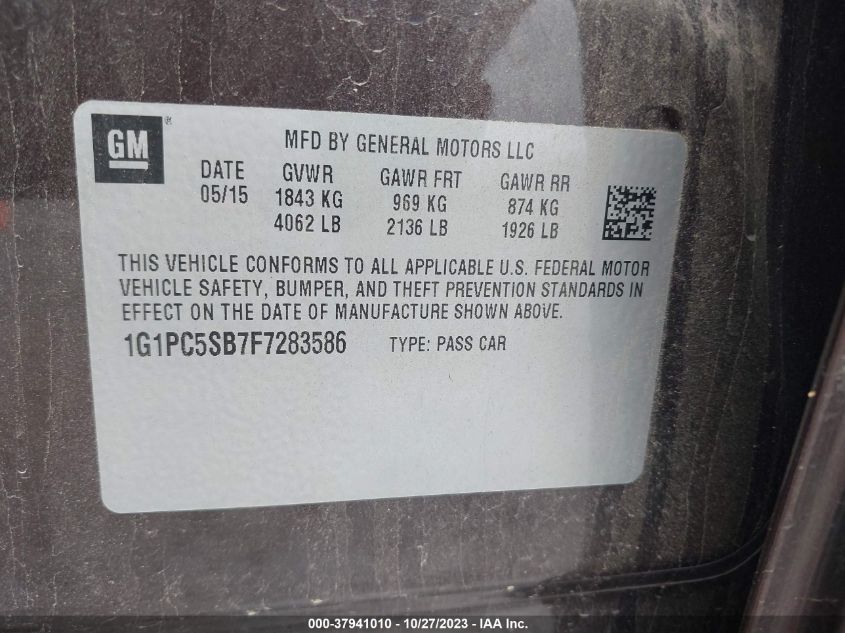 GM®
MFD BY GENERAL MOTORS LLC
DATE GVWR GAWR FRT GAWR RR
05/15 1843 KG 969 KG 874 KG
4062 LB 2136 LB 1926 LB
THIS VEHICLE CONFORMS TO ALL APPLICABLE U.S. FEDERAL MOTOR
VEHICLE SAFETY, BUMPER, AND THEFT PREVENTION STANDARDS IN
EFFECT ON THE DATE OF MANUFACTURE SHOWN ABOVE.
1G1PC5SB7F7283586 TYPE: PASS CAR
000-37941010 - 10/27/2023 - IAA Inc.